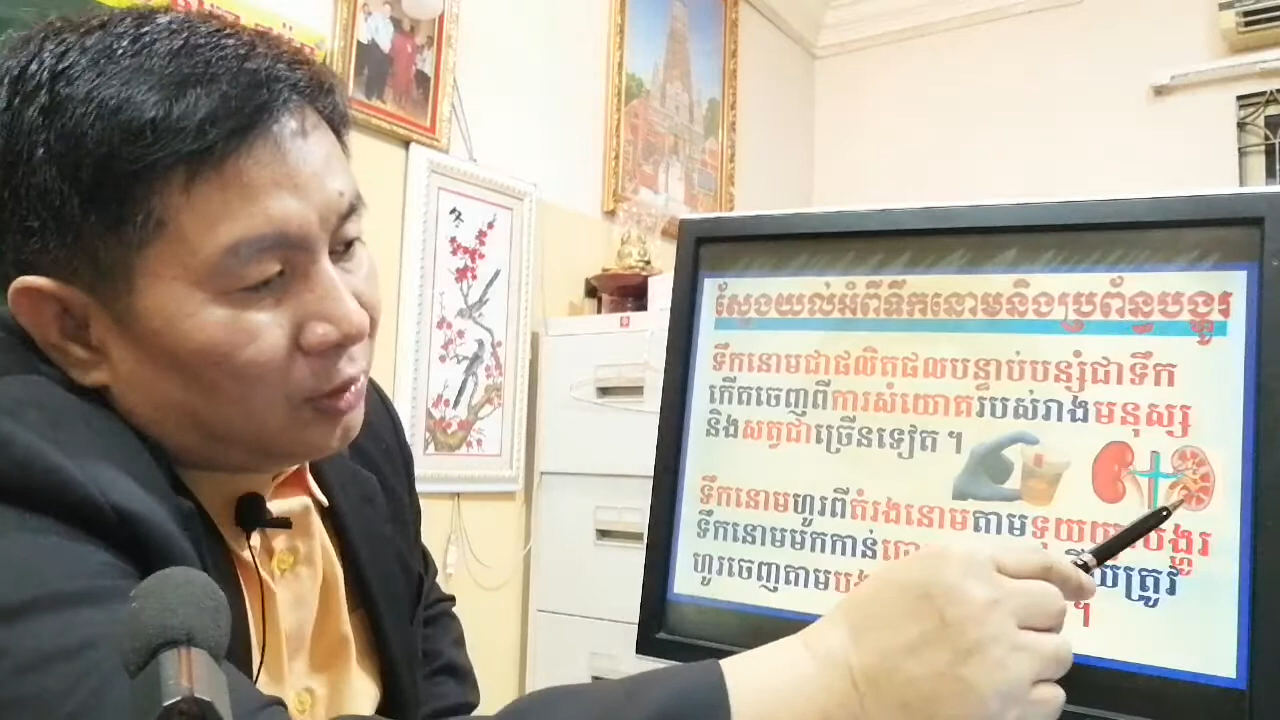 ស្វែងយល់អំពីទឹកនោមនិងប្រព័ន្ធបង្ហូរ
ទឹកនោមជាផលិតផលបន្ទាប់បន្សំជាទឹក
កើតចេញពីការសំយោគរបស់រាងមនុស្ស
និងសត្វជាច្រើនទៀត ។
ទឹកនោមហូរពីតំរងនោមតាមទុយ បង្ហូរ
ទឹកនោមមកកាន់
ហូរចេញតាមបង ត្រូវ
។